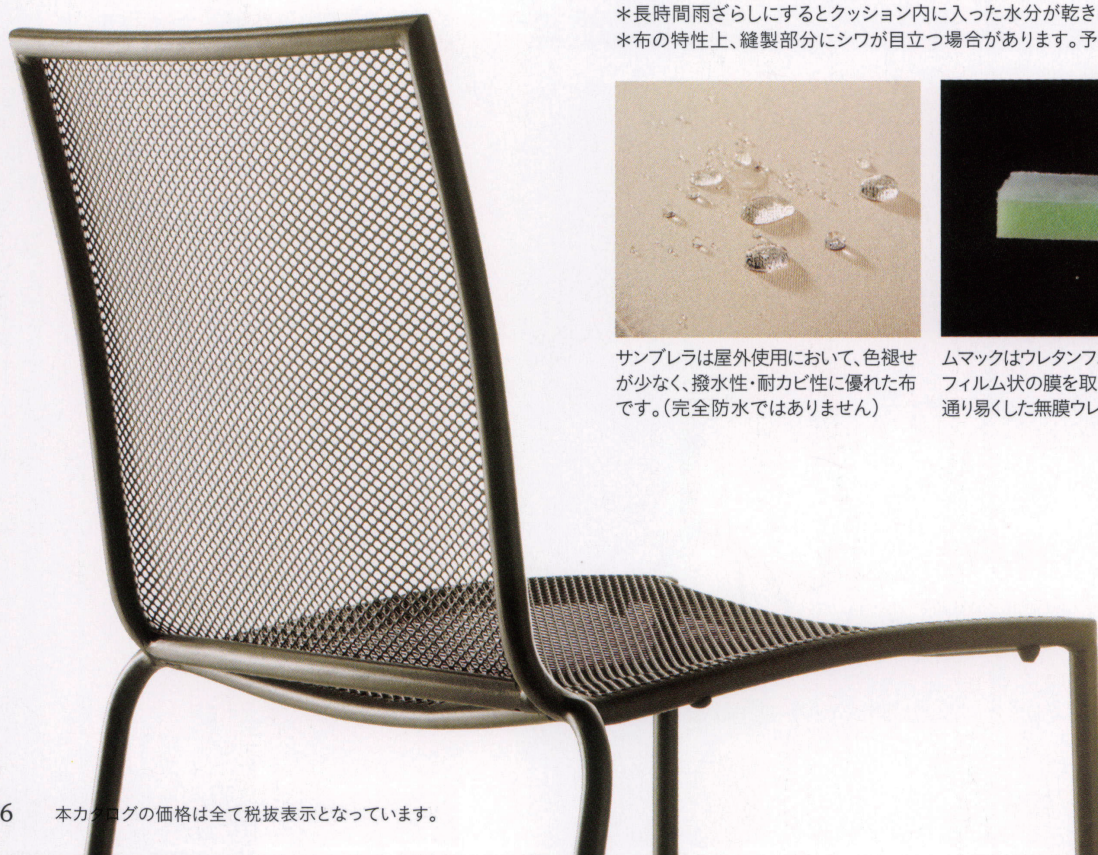 ＊長時間雨ざらしにするとクッション内に入った水分が乾き
＊布の特性上、縫製部分にシワが目立つ場合があります。予
サンブレラは屋外使用において、色褪せ
が少なく、撥水性・耐カビ性に優れた布
です。（完全防水ではありません）
ムマックはウレタンフ
フィルム状の膜を取
通り易くした無膜ウレ
6 本カタログの価格は全て税抜表示となっています。